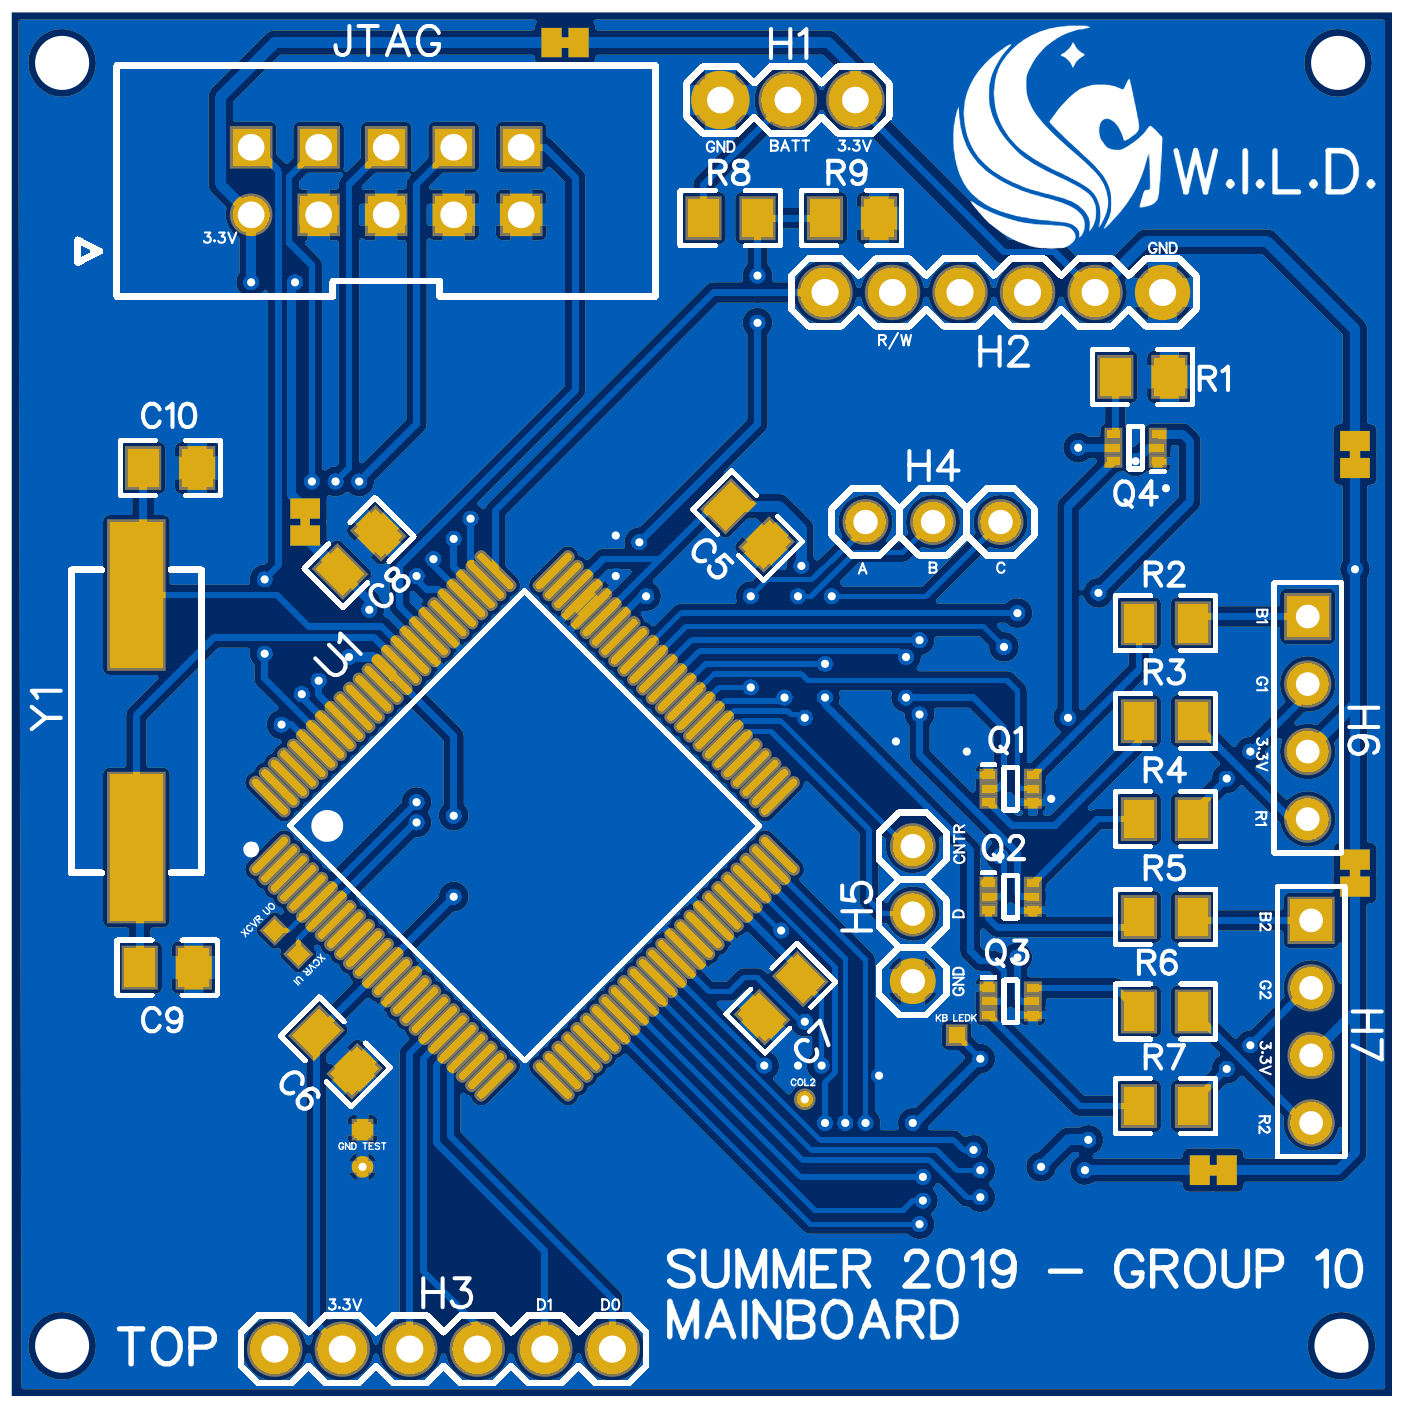 JTAG
H1
GND
BATT
3.3V
R8
R9
W.I.L.D.
3.3V
GND
R/W
H2
R1
C10
H4
Q4
C5
A
B
C
C8
R2
B1
U1
R3
G1
Y1
H6
Q1
3.3V
R4
R1
CNTR
Q2
R5
H5
D
B2
XCVR UO
XCVR UI
Q3
R6
GND
G2
C9
KB LEDK
H7
C7
3.3V
R7
C6
COL2
R2
GND TEST
SUMMER 2019 - GROUP 10
MAINBOARD
H3
3.3V
D1
D0
TOP